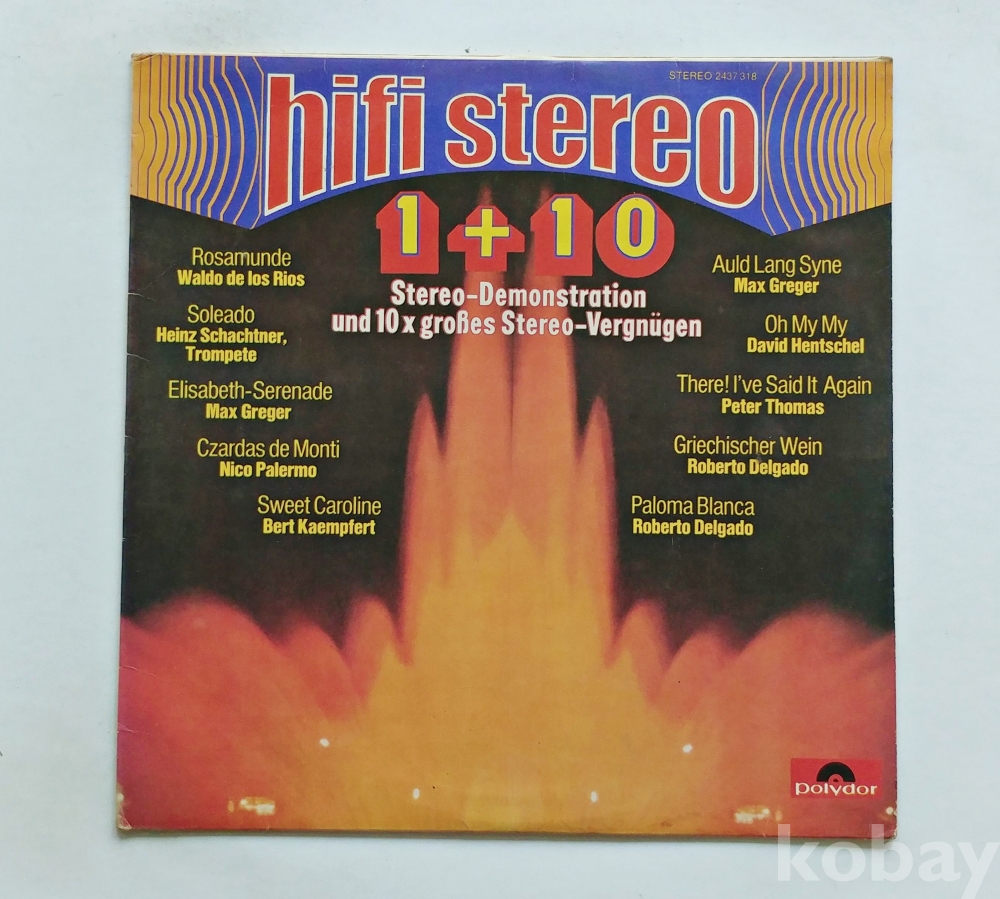 STEREO 2437 318
hifi stereo
1+10
Stereo-Demonstration
und 10 x großes Stereo-Vergnügen
Rosamunde
Waldo de los Rios
Soleado
Heinz Schachtner,
Trompete
Elisabeth-Serenade
Max Greger
Czardas de Monti
Nico Palermo
Sweet Caroline
Bert Kaempfert
Auld Lang Syne
Max Greger
Oh My My
David Hentschel
There! I've Said It Again
Peter Thomas
Griechischer Wein
Roberto Delgado
Paloma Blanca
Roberto Delgado
polydor
kobay